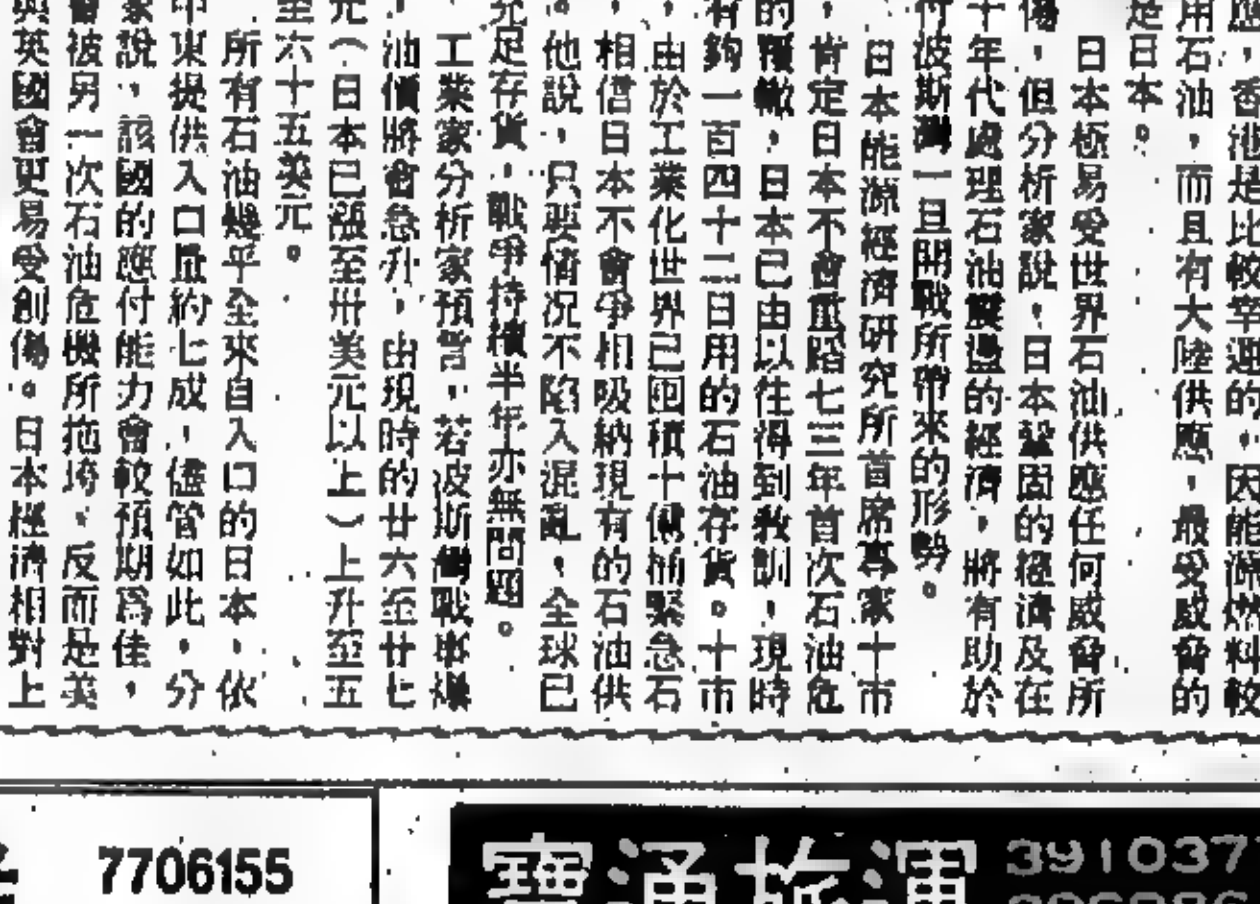 應，香港是比較幸運的，因能源燃料較
用石油，而且有大陸供應，最受威脅的
是日本。
日本極易受世界石油供應任何威脅所
傷，但分析家說，日本鞏固的經濟及在
十年代處理石油震盪的經濟，將有助於
付波斯灣一旦開戰所帶來的形勢。
日本能源經濟研究所首席專家十市
，肯定日本不會重蹈七三年首次石油危
的覆轍，日本已由以往得到教訓，現時
有夠一百四十二日用的石油存貨。十市
，由於工業化世界已囤積十億桶緊急石
，相信日本不會爭相吸納現有的石油供
。他說，只要情況不陷入混亂，全球已
充足存貨，戰爭持續半年亦無問題。
工業家分析家預言，若波斯灣戰事爆
，油價將會急升，由現時的廿六至廿七
元（日本已漲至卅美元以上）上升至五
至六十五美元。
所有石油幾乎全來自入口的日本，依
中東提供入口量約七成，儘管如此，分
家說，該國的應付能力會較預期爲佳，
會被另一次石油危機所拖垮，反而是美
與英國會更易受創傷。日本經濟相對上
7706155
寶通旅運 391037